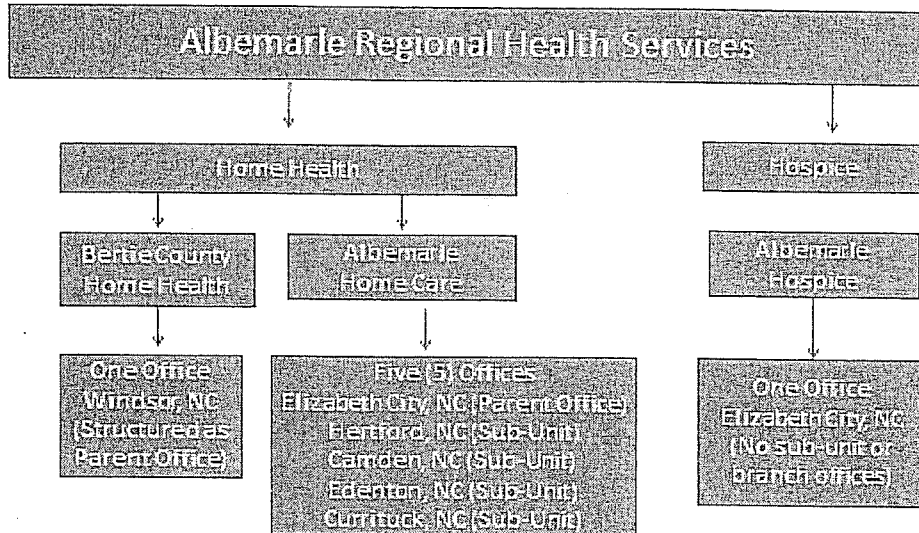 Albemarle Regional Health Services
Home Health
Hospice
Bertie County
Home Health
Albemarle
Home Care
Albemarle
Hospice
One Office
Windsor, NC
(Structured as
Parent Office)
Five (5) Offices
Elizabeth City, NC (Parent Office)
Hertford, NC (Sub-Unit)
Camden, NC (Sub-Unit)
Edenton, NC (Sub-Unit)
Currituck, NC (Sub-Unit)
One Office
Elizabeth City, NC
(No sub-unit or
branch offices)